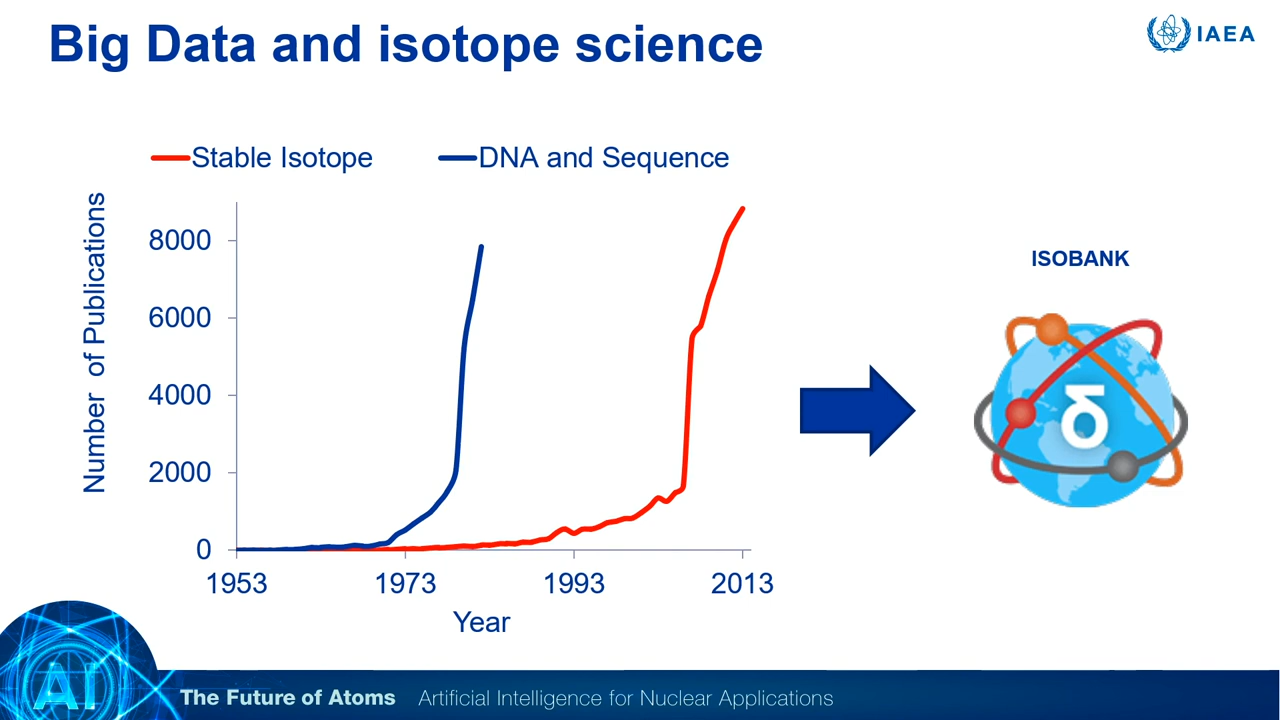 Big Data and isotope science
IAEA
Stable Isotope
DNA and Sequence
Number of Publications
8000
6000
4000
2000
0
1953
1973
1993
2013
Year
ISOBANK
δ
AI
The Future of Atoms Artificial Intelligence for Nuclear Applications